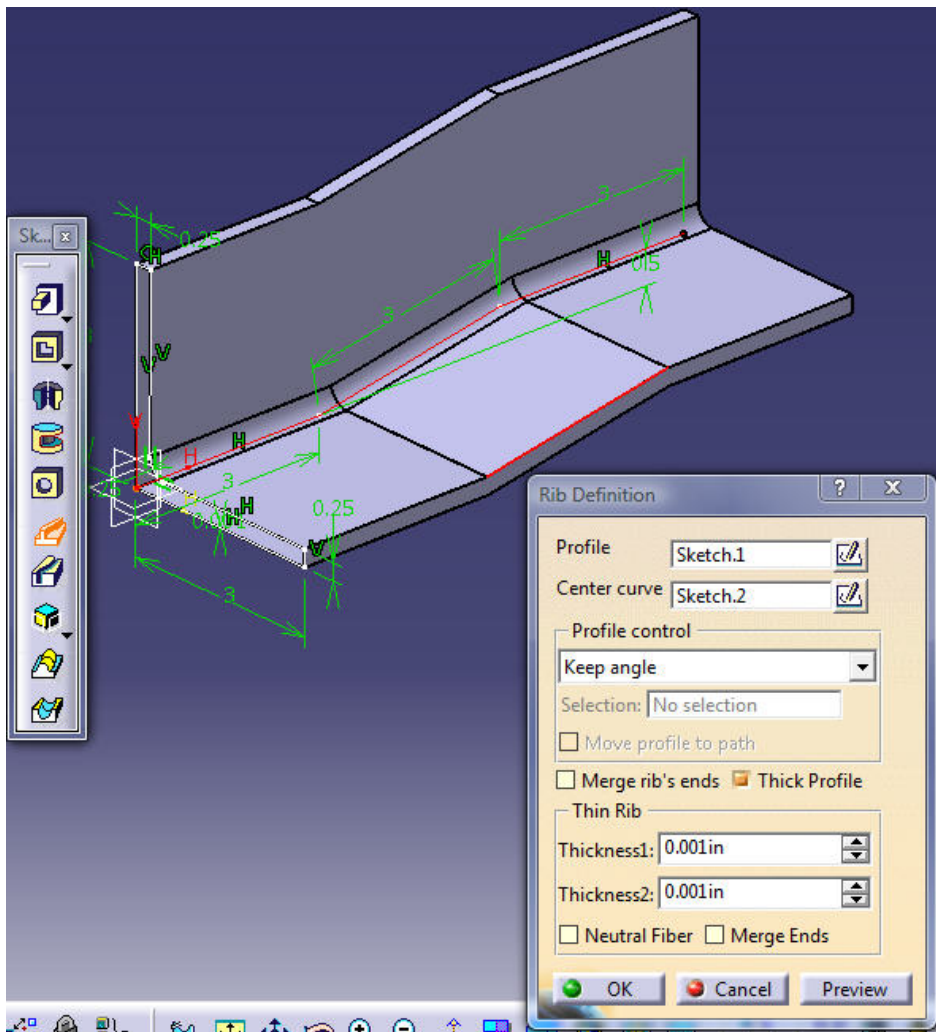 Sk...
0.25
H
3
0.5
H
3
V
V
H
H
3
0.25
H
H
V
3
Rib Definition
?
X
Profile
Sketch.1
Center curve
Sketch.2
Profile control
Keep angle
Selection: No selection
Move profile to path
Merge rib's ends Thick Profile
Thin Rib
Thickness1: 0.001in
Thickness2: 0.001in
Neutral Fiber Merge Ends
OK Cancel Preview